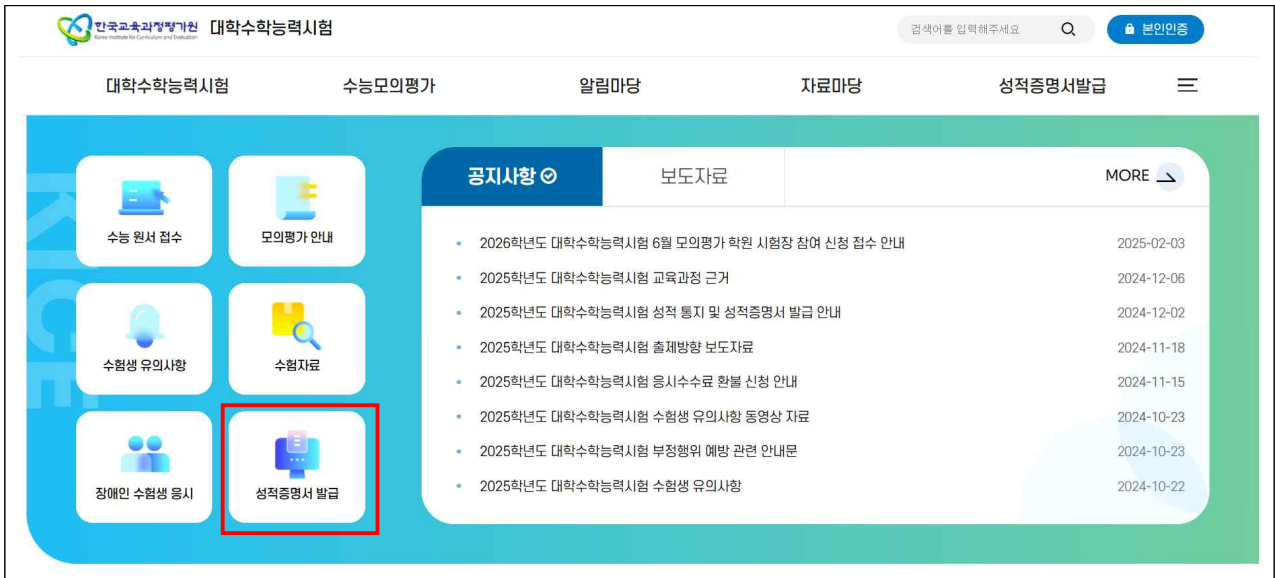 한국교육과정평가원 대학수학능력시험
Korea Institute for Curriculum and Evaluation
검색어를 입력해주세요
본인인증
대학수학능력시험 수능모의평가 알림마당 자료마당 성적증명서발급
KICE
수능 원서 접수
모의평가 안내
수험생 유의사항
수험자료
장애인 수험생 응시
성적증명서 발급
공지사항
보도자료
MORE
2026학년도 대학수학능력시험 6월 모의평가 학원 시험장 참여 신청 접수 안내 2025-02-03
2025학년도 대학수학능력시험 교육과정 근거 2024-12-06
2025학년도 대학수학능력시험 성적 통지 및 성적증명서 발급 안내 2024-12-02
2025학년도 대학수학능력시험 출제방향 보도자료 2024-11-18
2025학년도 대학수학능력시험 응시수수료 환불 신청 안내 2024-11-15
2025학년도 대학수학능력시험 수험생 유의사항 동영상 자료 2024-10-23
2025학년도 대학수학능력시험 부정행위 예방 관련 안내문 2024-10-23
2025학년도 대학수학능력시험 수험생 유의사항 2024-10-22